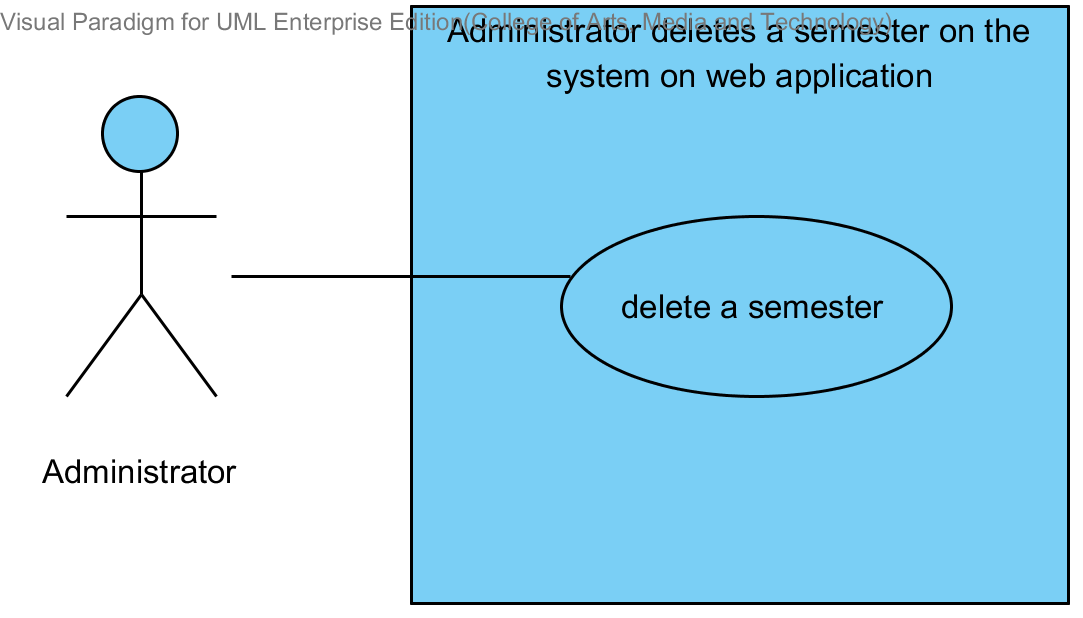 Visual Paradigm for UML Enterprise Edition(College of Arts, Media and Technology)
Administrator deletes a semester on the
system on web application
delete a semester
Administrator